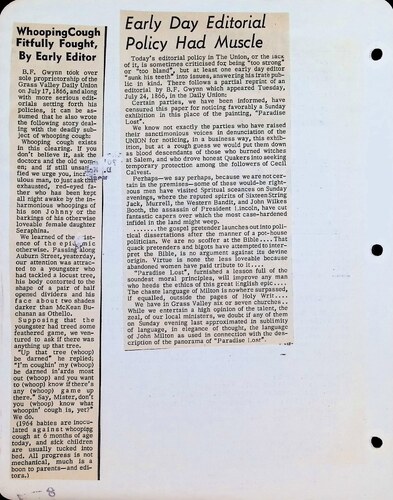 WhoopingCough
Fitfully Fought,
By Early Editor
B.F. Gwynn took over
sole proprietorship of the
Grass Valley Daily Union
on July 17, 1866, and along
with more serious edi-
torials setting forth his
policies, it can be as-
sumed that he also wrote
the following story deal-
ing with the deadly sub-
ject of whooping cough:
Whooping cough exists
in this clearing. If you
don't believe it, ask the
doctors and the old wom-
en; and if still unsat-
ified we urge you, incau-
tious man, to just ask that
exhausted, red-eyed fa-
ther who has been kept
all night awake by the in-
harmonious whoopings of
his son Johnny or the
barkings of his otherwise
loveable female daughter
Seraphina.
We learned of the
tence of the epidemic
otherwise. Passing along
Auburn Street, yesterday,
our attention was attrac-
ted to a youngster who
had tackled a locust tree,
his body contorted to the
shape of a pair of half
opened dividers and his
face about two shades
darker than McKean Bu-
chanan as Othello.
Supposing that the
youngster had trees some
feathered game, we ven-
tured to ask if there was
anything up that tree.
"Up that tree (whoop)
be darned" he replied;
"I'm coughin' my (whoop)
be darned in'ards most
out (whoop) and you want
to (whoop) know if there's
any (whoop) game up
there." Say, Mister, don't
you (whoop) know what
whoopin' cough is, yet?"
We do.
(1964 babies are inocu-
lated against whooping
cough at 6 months of age
today, and sick children
are usually tucked into
bed. All progress is not
mechanical, much is a
boon to parents—and edi-
tors.)
8
Early Day Editorial
Policy Had Muscle
Today's editorial policy in The Union, or the lack
of it, is sometimes criticised for being "too strong"
or "too bland", but at least one early day editor
"sunk his teeth" into issues, answering his irate pub-
lic in kind. There follows a partial reprint of an
editorial by B.F. Gwynn which appeared Tuesday,
July 24, 1866, in the Daily Union:
Certain parties, we have been informed, have
censured this paper for noticing favorably a Sunday
exhibition in this place of the painting, "Paradise
Lost".
We know not exactly the parties who have raised
their sanctimonious voices in denunciation of the
UNION for noticing, in a business way, this exhibi-
tion, but at a rough guess we would put them down
as blood descendants of those who burned witches
at Salem, and who drove honest Quakers into seeking
temporary protection among the followers of Cecil
Calvest.
Perhaps—we say perhaps, because we are not cer-
tain in the premises—some of these would-be right-
eous men have visited Spritual sceances on Sunday
evenings, where the reputed spirits of Sixteen String
Jack, Murrell, the Western Bandit, and John Wilkes
Booth, the assassin of President Lincoln, have cut
fantastic capers over which the most case-hardened
infidel in the land might weep.
.......the gospel pretender launches out into po-
litical dissertations after the manner of a pot-house
politician. We are no scoffer at the Bible....That
quack pretenders and bigots have attempted to inter-
pret the Bible, is no argument against its devine
origin. Virtue is none the less loveable because
abandoned women have paid tribute to it....
"Paradise Lost", furnished a lesson full of the
soundest moral principles, will improve any man
who heeds the ethics of this great English epic....
The chaste language of Milton is nowhere surpassed,
if equalled, outside the pages of Holy Writ....
We have in Grass Valley six or seven churches..
While we entertain a high opinion of the talent, the
zeal, of our local ministers, we doubt if any of them
on Sunday evening last approximated in sublimity
of language, in elegance of thought, the language
of John Milton as used in connection with the des-
cription of the panorama of "Paradise Lost".